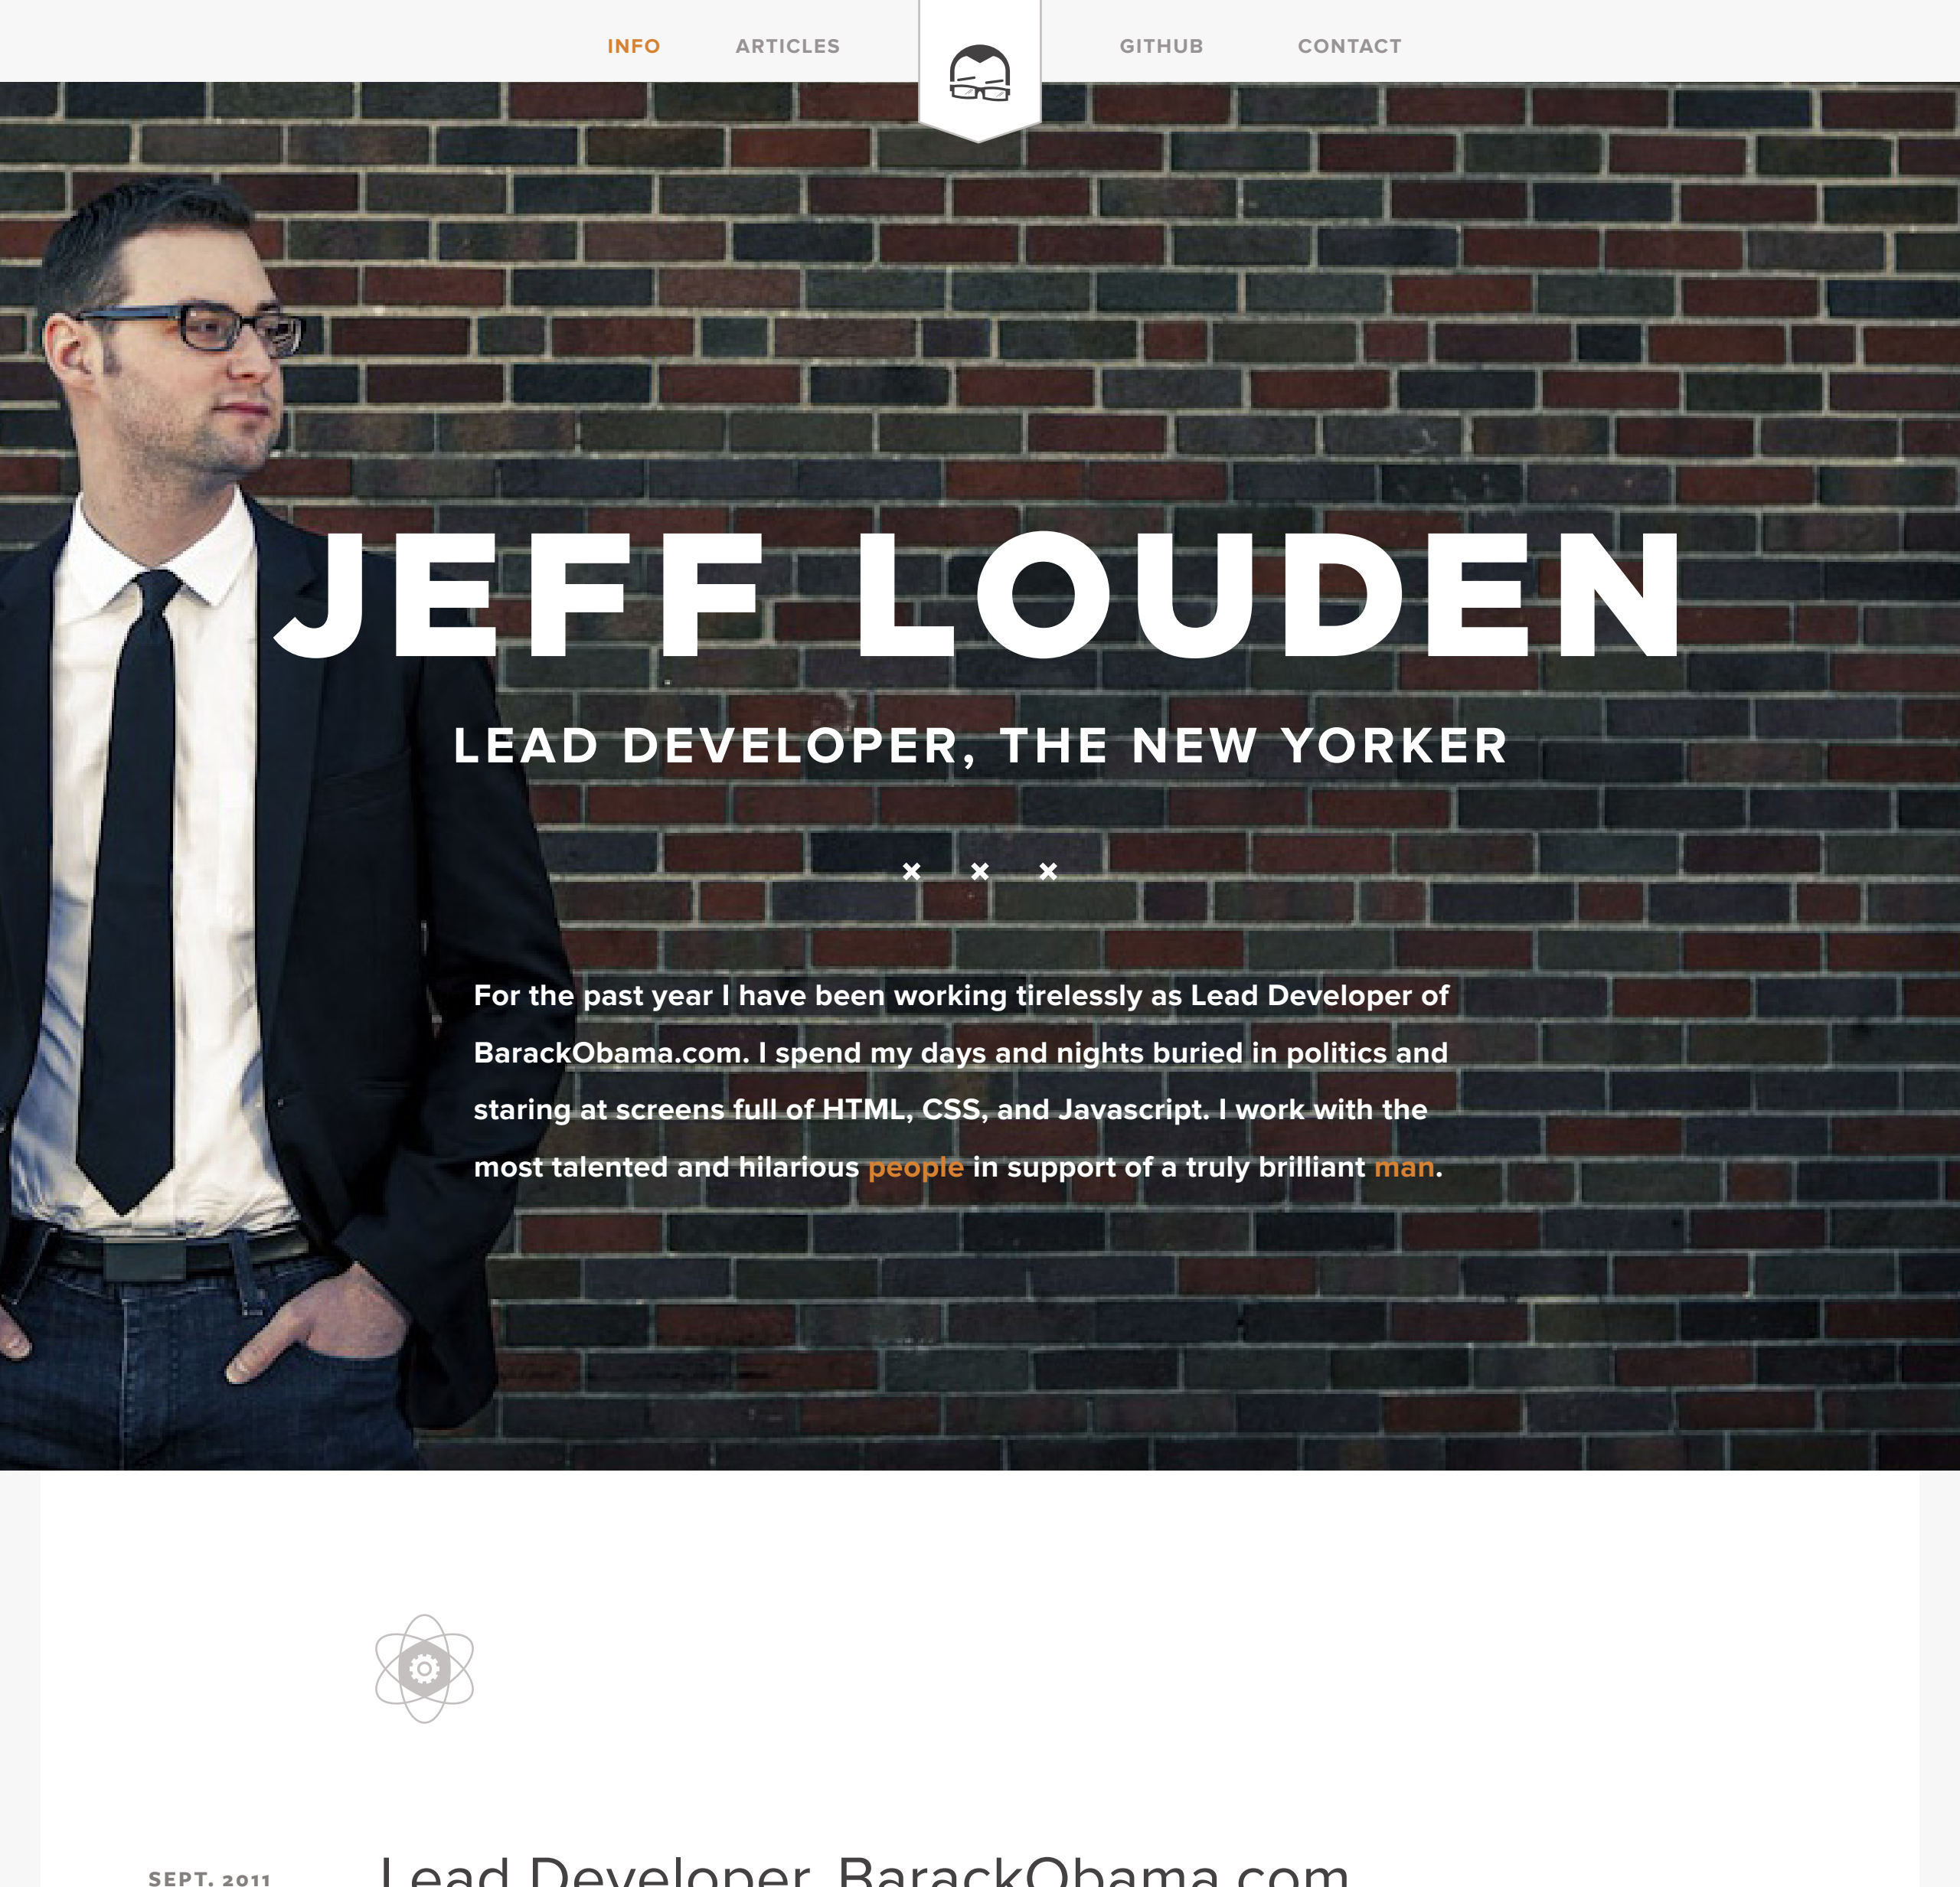 INFO ARTICLES GITHUB CONTACT
JEFF LOUDEN
LEAD DEVELOPER, THE NEW YORKER
For the past year I have been working tirelessly as Lead Developer of
BarackObama.com. I spend my days and nights buried in politics and
staring at screens full of HTML, CSS, and Javascript. I work with the
most talented and hilarious people in support of a truly brilliant man.
SEPT. 2011
Lead Developer, BarackObama.com